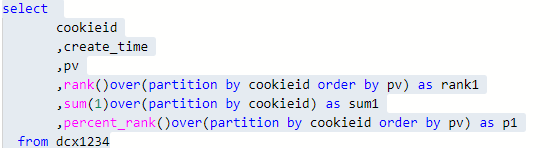 select
cookieid
,create_time
,pv
,rank()over(partition by cookieid order by pv) as rank1
,sum(1)over(partition by cookieid) as sum1
,percent_rank()over(partition by cookieid order by pv) as p1
from dcx1234